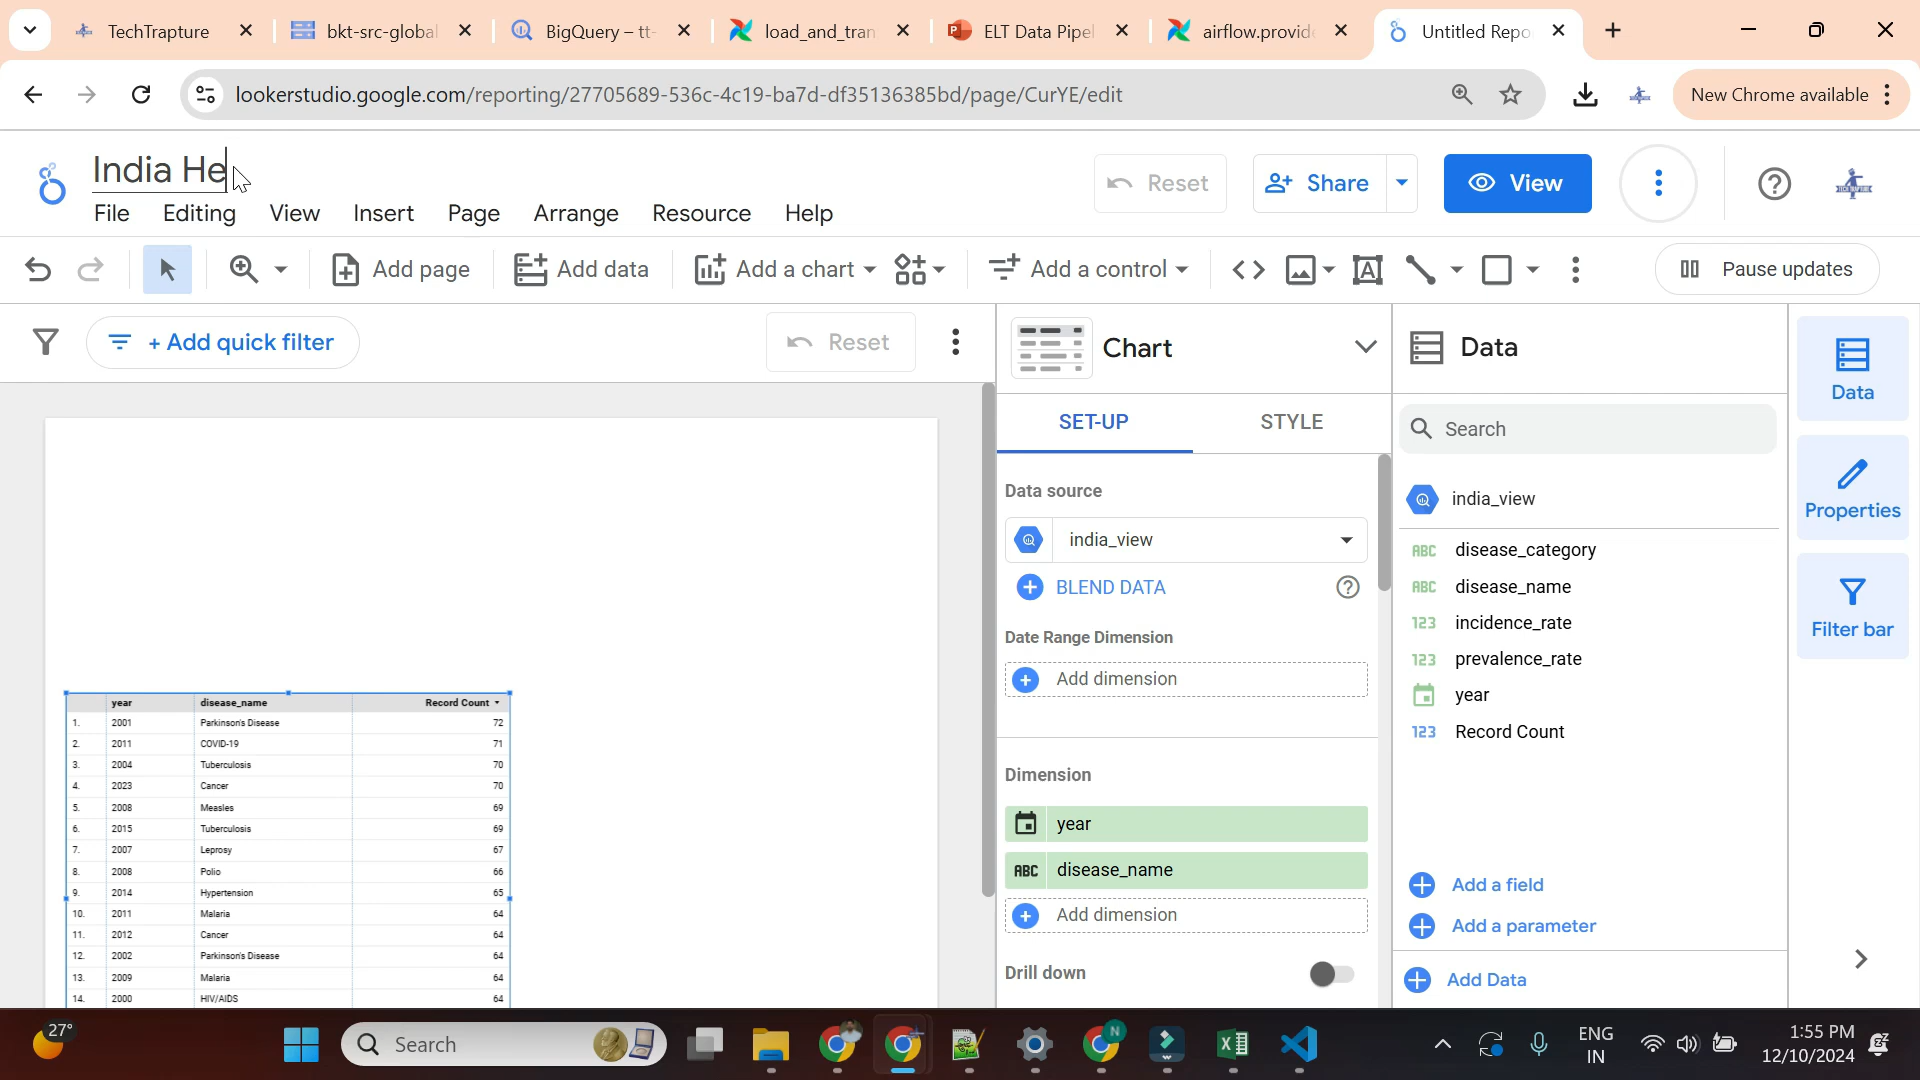 TechTrapture
bkt-src-global
BigQuery – tt-
load_and_tran
ELT Data Pipel
airflow.provid
Untitled Repo
lookerstudio.google.com/reporting/27705689-536c-4c19-ba7d-df35136385bd/page/CurYE/edit
New Chrome available
India He
Reset
Share
View
File
Editing
View
Insert
Page
Arrange
Resource
Help
Add page
Add data
Add a chart
Add a control
Pause updates
+ Add quick filter
Reset
year disease_name Record Count
1. 2001 Parkinson's Disease 72
2. 2011 COVID-19 71
3. 2004 Tuberculosis 70
4. 2023 Cancer 70
5. 2008 Measles 69
6. 2015 Tuberculosis 69
7. 2007 Leprosy 67
8. 2008 Polio 66
9. 2014 Hypertension 65
10. 2011 Malaria 64
11. 2012 Cancer 64
12. 2002 Parkinson's Disease 64
13. 2009 Malaria 64
14. 2000 HIV/AIDS 64
Chart
SET-UP
STYLE
Data source
india_view
BLEND DATA
Date Range Dimension
Add dimension
Dimension
year
ABC disease_name
Add dimension
Drill down
Data
Search
india_view
ABC disease_category
ABC disease_name
123 incidence_rate
123 prevalence_rate
year
123 Record Count
Add a field
Add a parameter
Add Data
Data
Properties
Filter bar
27°
Search
N
ENG
IN
1:55 PM
12/10/2024